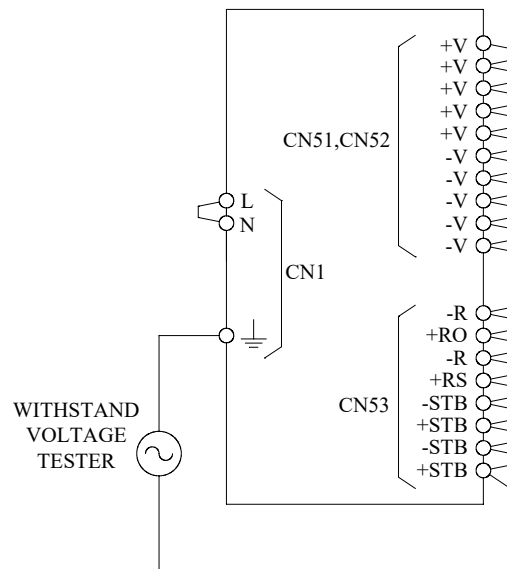 +V
+V
+V
+V
+V
-V
-V
-V
-V
-V
CN51,CN52
L
N
CN1
-R
+RO
-R
+RS
-STB
+STB
-STB
+STB
CN53
WITHSTAND
VOLTAGE
TESTER